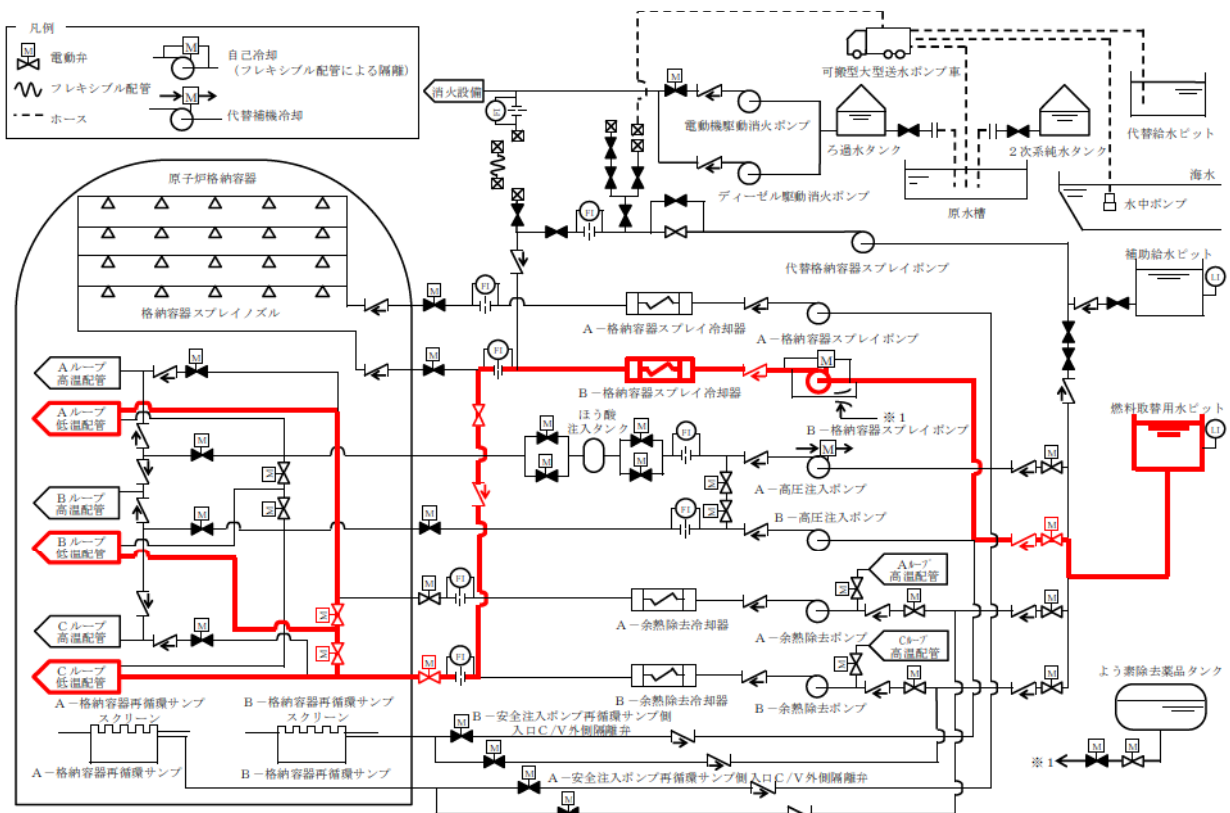 凡例
M
電動弁
フレキシブル配管
ホース
M
自己冷却
(フレキシブル配管による隔離)
M
代替補機冷却
消火設備
FI
M
電動機駆動消火ポンプ
ディーゼル駆動消火ポンプ
可搬型大型送水ポンプ車
ろ過水タンク
2次系純水タンク
原水槽
代替給水ピット
海水
水中ポンプ
FI
代替格納容器スプレイポンプ
補助給水ピット
LI
原子炉格納容器
格納容器スプレイノズル
M
FI
A-格納容器スプレイ冷却器
A-格納容器スプレイポンプ
M
FI
B-格納容器スプレイ冷却器
M
※1
B-格納容器スプレイポンプ
燃料取替用水ピット
LI
Aループ
高温配管
M
Aループ
低温配管
M
M
ほう酸
注入タンク
M
M
M
M
FI
M
A-高圧注入ポンプ
M
Bループ
高温配管
M
M
M
M
M
FI
B-高圧注入ポンプ
M
Bループ
低温配管
M
FI
A-余熱除去冷却器
A-余熱除去ポンプ
Aループ
高温配管
M
M
M
Cループ
高温配管
M
M
M
Cループ
低温配管
M
FI
B-余熱除去冷却器
B-余熱除去ポンプ
Cループ
高温配管
M
M
M
よう素除去薬品タンク
※1
M
M
A-格納容器再循環サンプ
スクリーン
B-格納容器再循環サンプ
スクリーン
A-格納容器再循環サンプ
B-格納容器再循環サンプ
B-安全注入ポンプ再循環サンプ側
入口C/V外側隔離弁
M
M
A-安全注入ポンプ再循環サンプ側入口C/V外側隔離弁
M
M